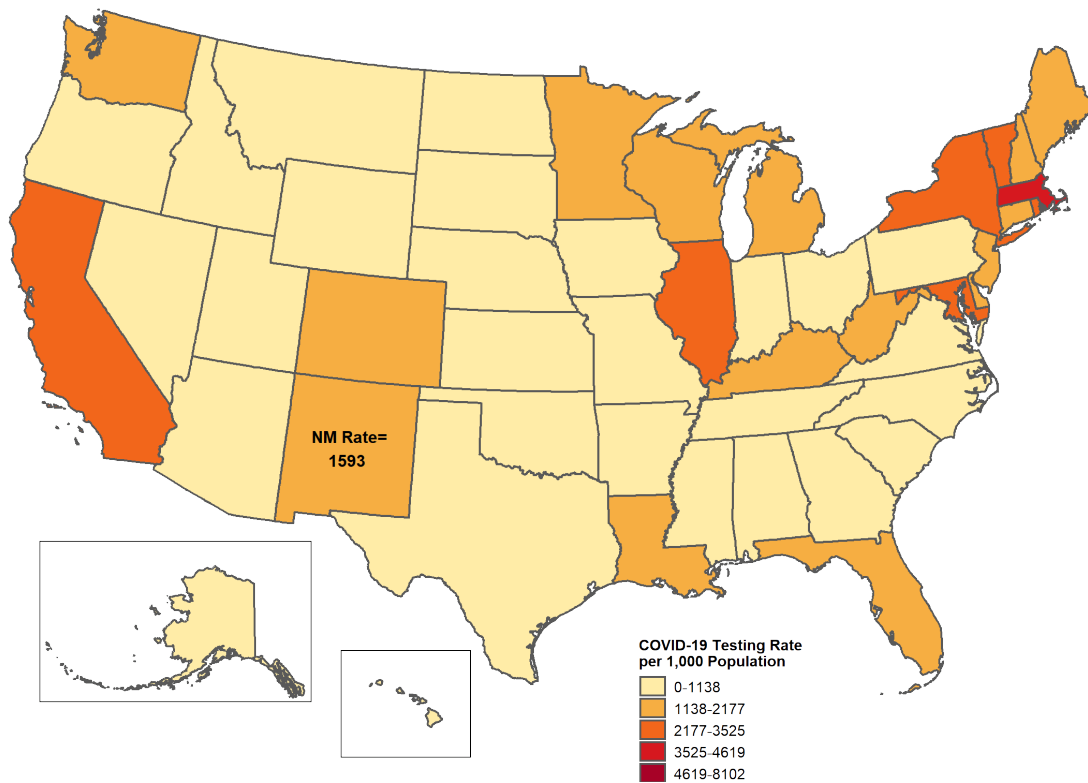 NM Rate=
1593
COVID-19 Testing Rate
per 1,000 Population
0-1138
1138-2177
2177-3525
3525-4619
4619-8102